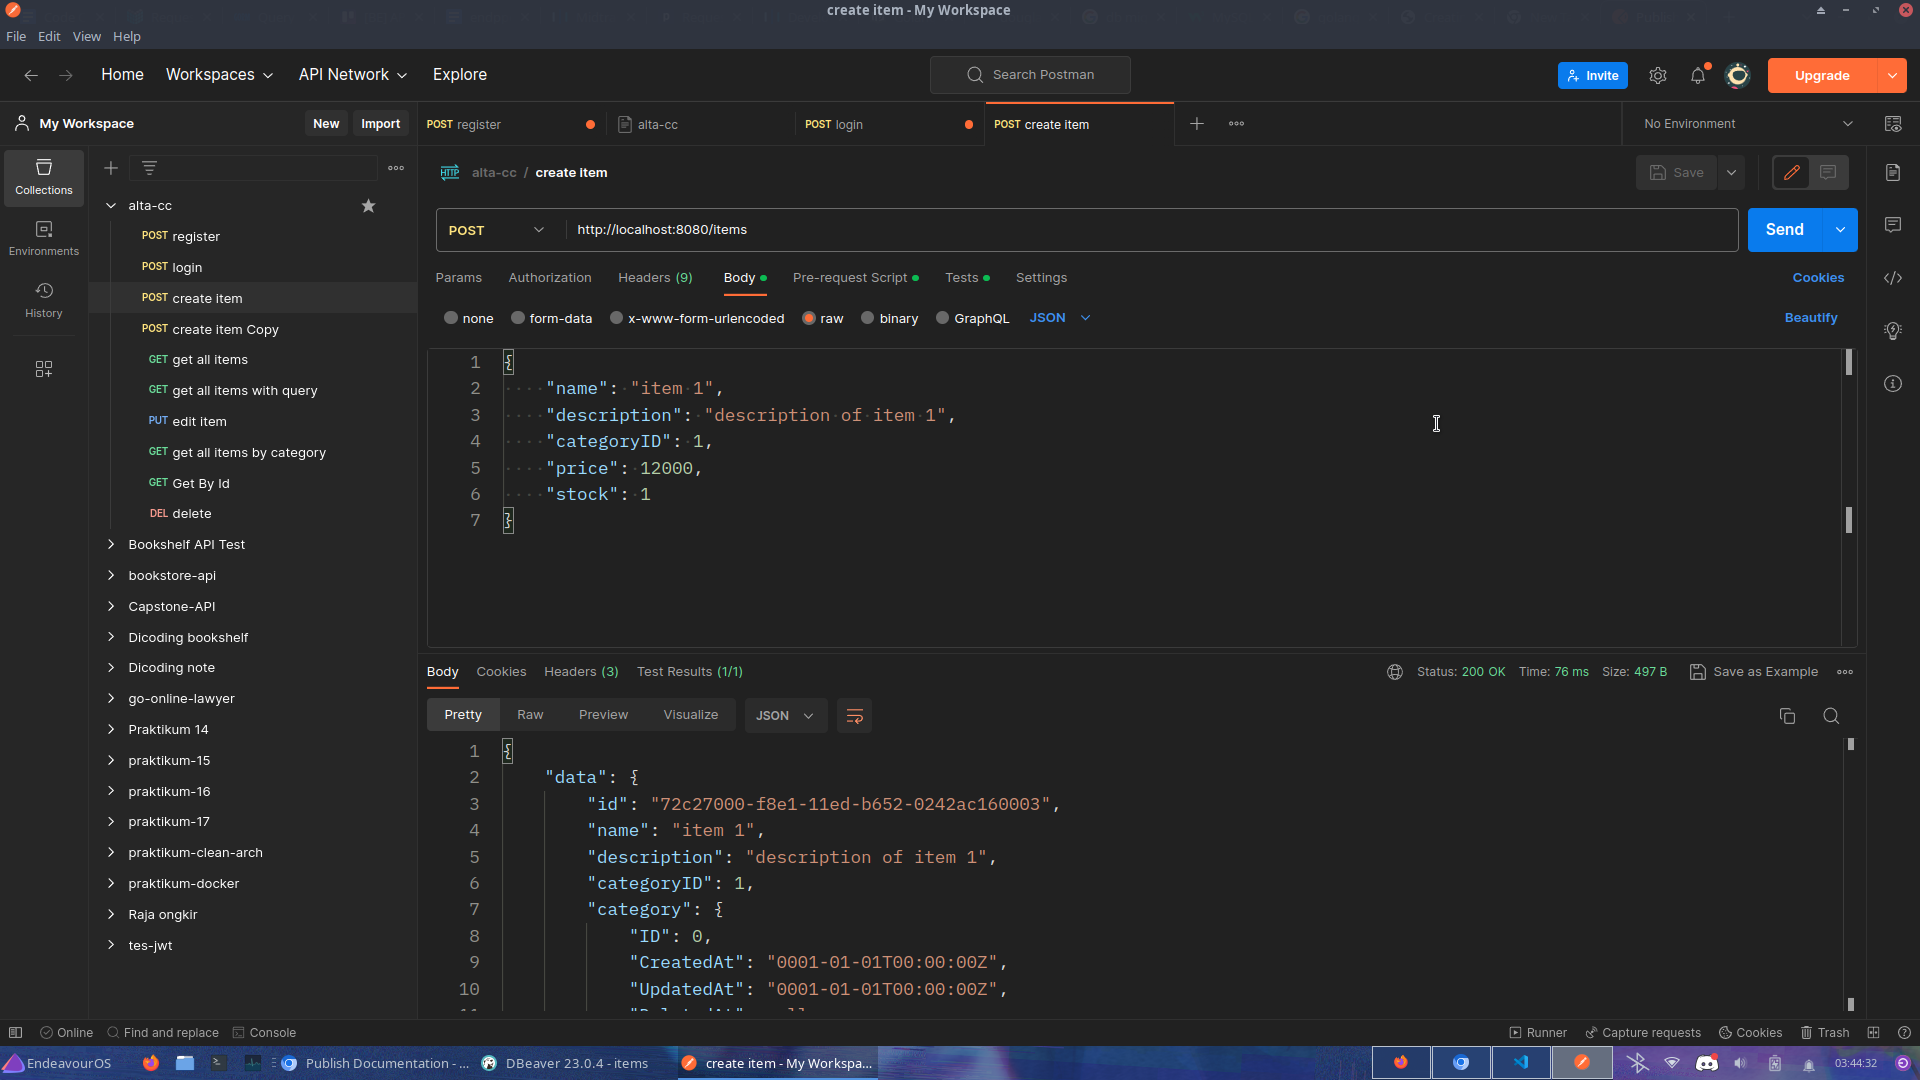 create item - My Workspace
File Edit View Help
Home Workspaces API Network Explore
Search Postman
Invite
Upgrade
My Workspace
New Import
POST register
alta-cc
POST login
POST create item
No Environment
Collections
Environments
History
alta-cc
POST register
POST login
POST create item
POST create item Copy
GET get all items
GET get all items with query
PUT edit item
GET get all items by category
GET Get By Id
DEL delete
Bookshelf API Test
bookstore-api
Capstone-API
Dicoding bookshelf
Dicoding note
go-online-lawyer
Praktikum 14
praktikum-15
praktikum-16
praktikum-17
praktikum-clean-arch
praktikum-docker
Raja ongkir
tes-jwt
HTTP alta-cc / create item
Save
POST http://localhost:8080/items
Send
Params Authorization Headers (9) Body Pre-request Script Tests Settings
Cookies
none form-data x-www-form-urlencoded raw binary GraphQL JSON
Beautify
1 {
2 "name": "item 1",
3 "description": "description of item 1",
4 "categoryID": 1,
5 "price": 12000,
6 "stock": 1
7 }
Body Cookies Headers (3) Test Results (1/1)
Status: 200 OK Time: 76 ms Size: 497 B Save as Example
Pretty Raw Preview Visualize JSON
1 {
2 "data": {
3 "id": "72c27000-f8e1-11ed-b652-0242ac160003",
4 "name": "item 1",
5 "description": "description of item 1",
6 "categoryID": 1,
7 "category": {
8 "ID": 0,
9 "CreatedAt": "0001-01-01T00:00:00Z",
10 "UpdatedAt": "0001-01-01T00:00:00Z",
Online Find and replace Console
Runner Capture requests Cookies Trash
EndeavourOS
Publish Documentation - ...
DBeaver 23.0.4 - items
create item - My Workspa...
03:44:32